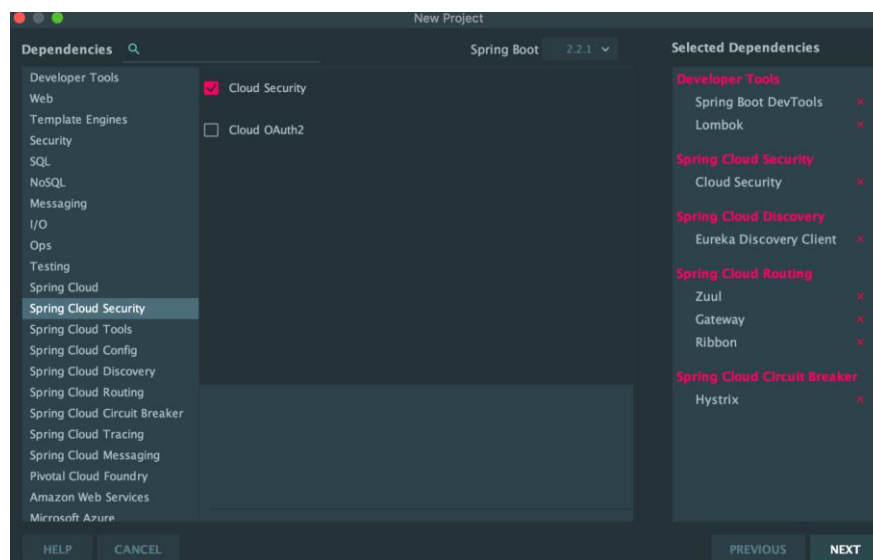 New Project
Dependencies
Spring Boot 2.2.1
Selected Dependencies
Developer Tools
Web
Template Engines
Security
SQL
NoSQL
Messaging
I/O
Ops
Testing
Spring Cloud
Spring Cloud Security
Spring Cloud Tools
Spring Cloud Config
Spring Cloud Discovery
Spring Cloud Routing
Spring Cloud Circuit Breaker
Spring Cloud Tracing
Spring Cloud Messaging
Pivotal Cloud Foundry
Amazon Web Services
Microsoft Azure
Cloud Security
Cloud OAuth2
Developer Tools
Spring Boot DevTools
Lombok
Spring Cloud Security
Cloud Security
Spring Cloud Discovery
Eureka Discovery Client
Spring Cloud Routing
Zuul
Gateway
Ribbon
Spring Cloud Circuit Breaker
Hystrix
HELP
CANCEL
PREVIOUS
NEXT